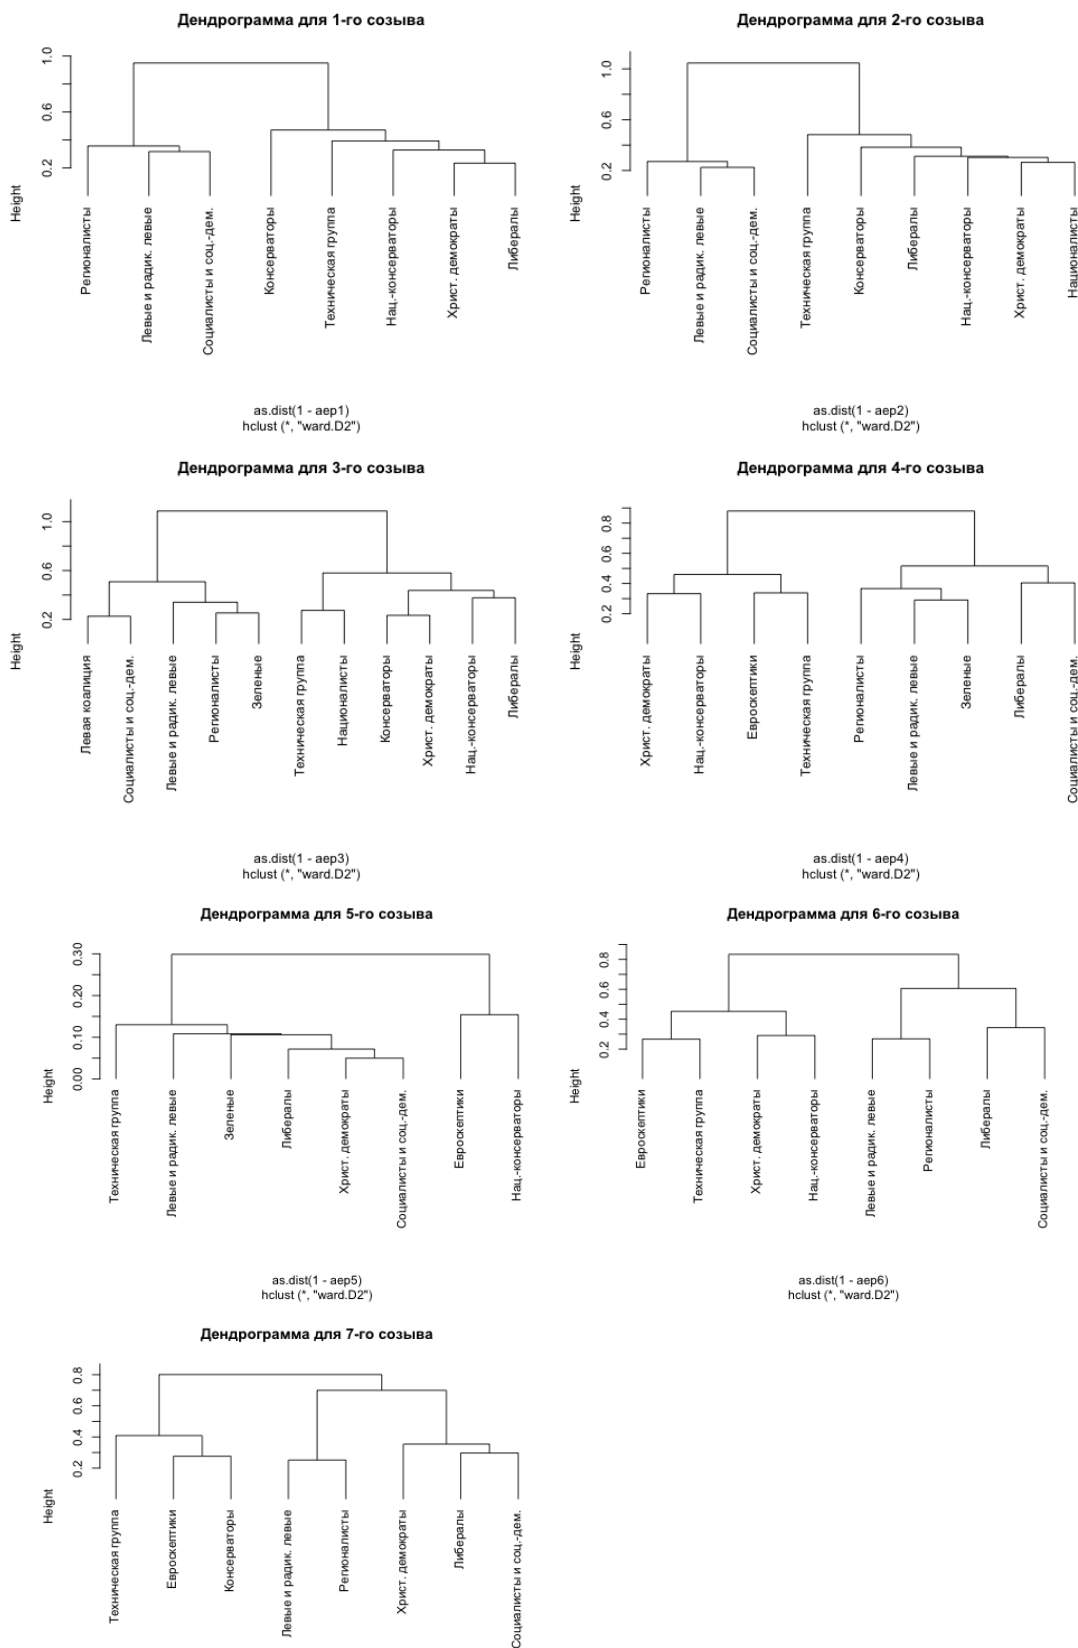 Дендрограмма для 1-го созыва
Height
1.0
0.6
0.2
Регионалисты
Левые и радик. левые
Социалисты и соц.-дем.
Консерваторы
Техническая группа
Нац.-консерваторы
Христ. демократы
Либералы
as.dist(1 - aep1)
hclust (*, "ward.D2")
Дендрограмма для 2-го созыва
Height
1.0
0.6
0.2
Регионалисты
Левые и радик. левые
Социалисты и соц.-дем.
Техническая группа
Консерваторы
Либералы
Нац.-консерваторы
Христ. демократы
Националисты
as.dist(1 - aep2)
hclust (*, "ward.D2")
Дендрограмма для 3-го созыва
Height
1.0
0.6
0.2
Левая коалиция
Социалисты и соц.-дем.
Левые и радик. левые
Регионалисты
Зеленые
Техническая группа
Националисты
Консерваторы
Христ. демократы
Нац.-консерваторы
Либералы
as.dist(1 - aep3)
hclust (*, "ward.D2")
Дендрограмма для 4-го созыва
Height
0.8
0.6
0.4
0.2
Христ. демократы
Нац.-консерваторы
Евроскептики
Техническая группа
Регионалисты
Левые и радик. левые
Зеленые
Либералы
Социалисты и соц.-дем.
as.dist(1 - aep4)
hclust (*, "ward.D2")
Дендрограмма для 5-го созыва
Height
0.30
0.20
0.10
0.00
Техническая группа
Левые и радик. левые
Зеленые
Либералы
Христ. демократы
Социалисты и соц.-дем.
Евроскептики
Нац.-консерваторы
as.dist(1 - aep5)
hclust (*, "ward.D2")
Дендрограмма для 6-го созыва
Height
0.8
0.6
0.4
0.2
Евроскептики
Техническая группа
Христ. демократы
Нац.-консерваторы
Левые и радик. левые
Регионалисты
Либералы
Социалисты и соц.-дем.
as.dist(1 - aep6)
hclust (*, "ward.D2")
Дендрограмма для 7-го созыва
Height
0.8
0.6
0.4
0.2
Техническая группа
Евроскептики
Консерваторы
Левые и радик. левые
Регионалисты
Христ. демократы
Либералы
Социалисты и соц.-дем.